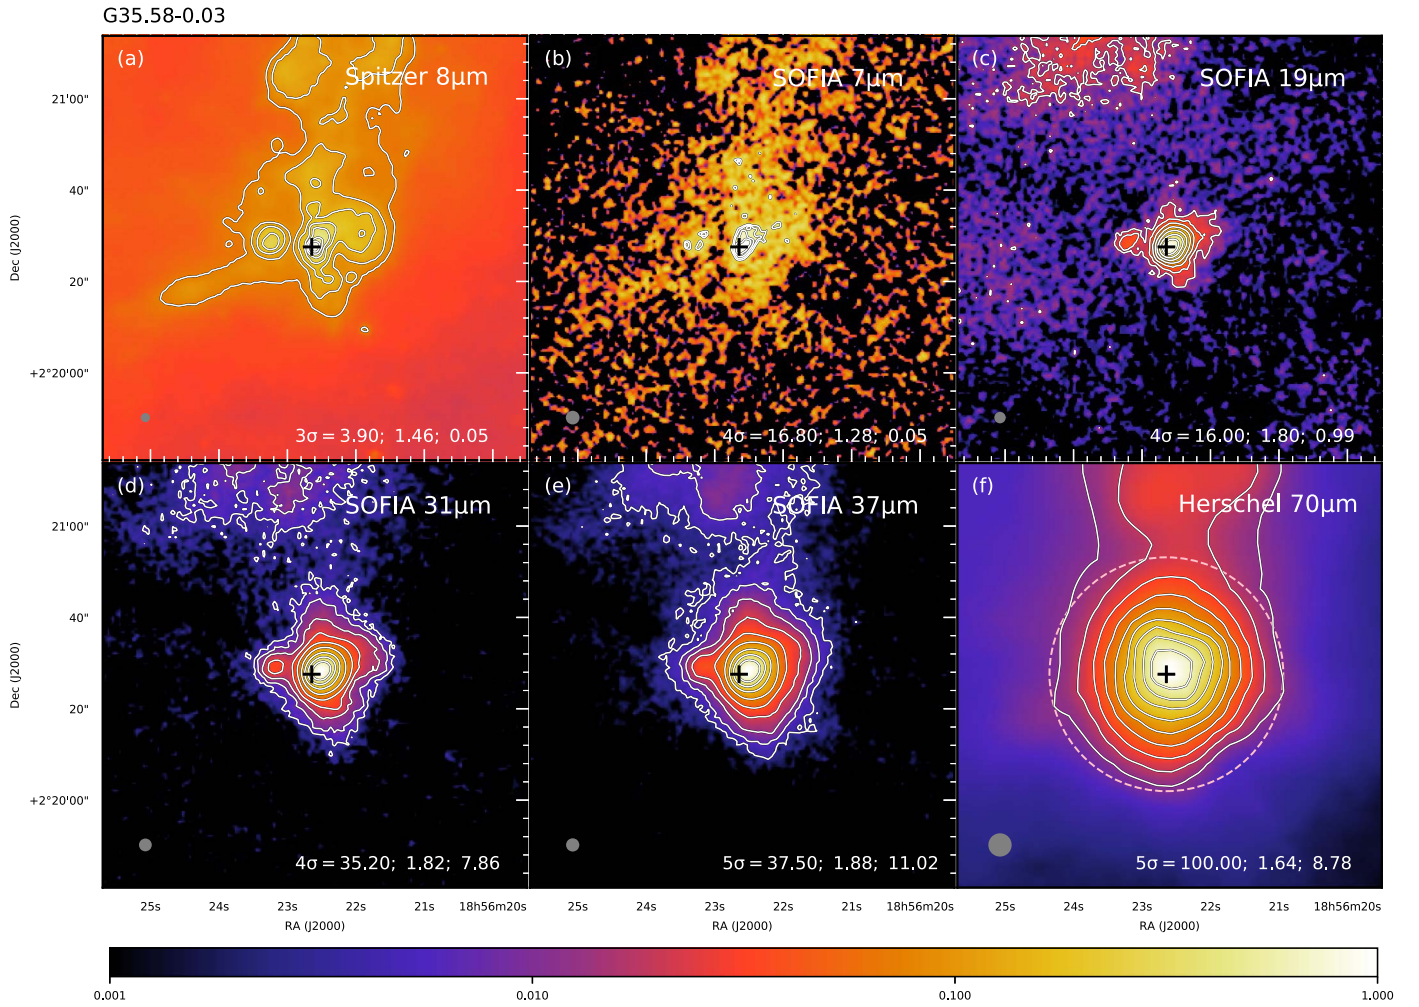 G35.58-0.03
(a)
Spitzer 8μm
(b)
SOFIA 7μm
(c)
SOFIA 19μm
21'00"
40"
20"
+2°20'00"
Dec (J2000)
3σ = 3.90; 1.46; 0.05
4σ = 16.80; 1.28; 0.05
4σ = 16.00; 1.80; 0.99
(d)
SOFIA 31μm
(e)
SOFIA 37μm
(f)
Herschel 70μm
21'00"
40"
20"
+2°20'00"
Dec (J2000)
4σ = 35.20; 1.82; 7.86
5σ = 37.50; 1.88; 11.02
5σ = 100.00; 1.64; 8.78
25s 24s 23s 22s 21s 18h56m20s
25s 24s 23s 22s 21s 18h56m20s
25s 24s 23s 22s 21s 18h56m20s
RA (J2000)
RA (J2000)
RA (J2000)
0.001 0.010 0.100 1.000